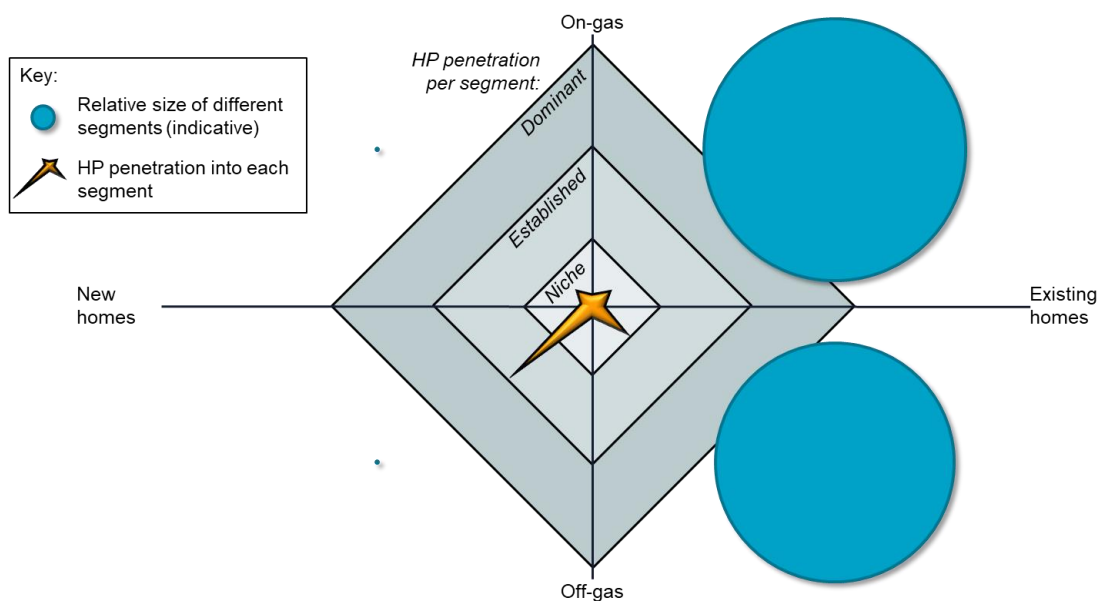 On-gas
Key:
Relative size of different
segments (indicative)
HP penetration into each
segment
HP penetration
per segment:
Dominant
Established
Niche
New
homes
Existing
homes
Off-gas